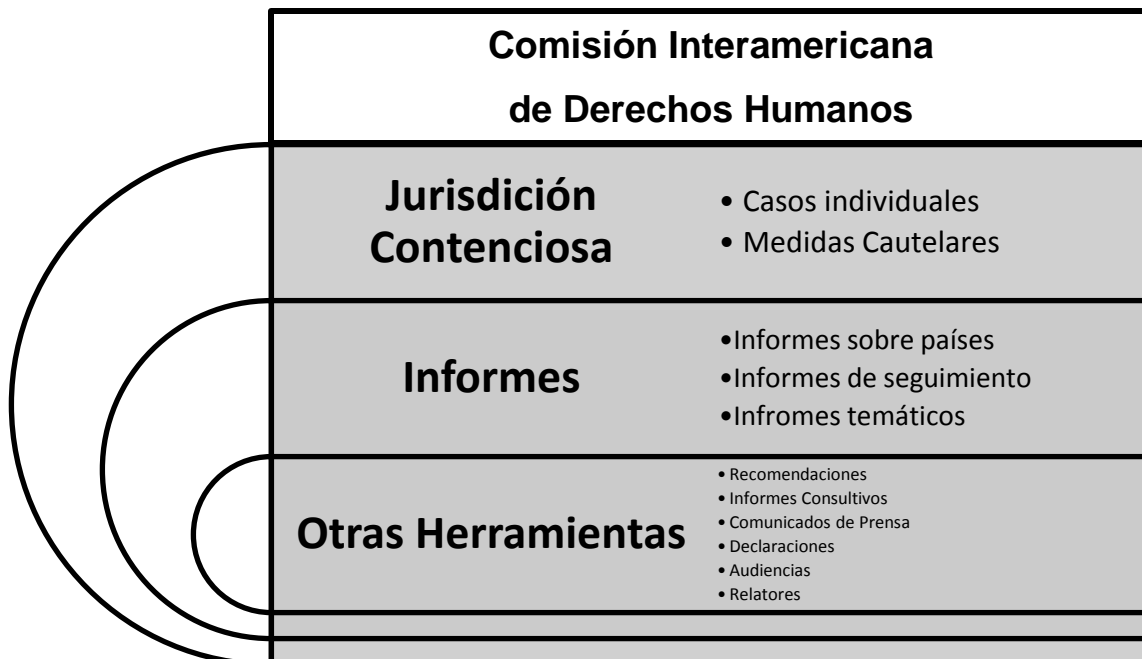 Comisión Interamericana
de Derechos Humanos
Jurisdición
Contenciosa
• Casos individuales
• Medidas Cautelares
Informes
•Informes sobre países
•Informes de seguimiento
•Infromes temáticos
Otras Herramientas
• Recomendaciones
• Informes Consultivos
• Comunicados de Prensa
• Declaraciones
• Audiencias
• Relatores